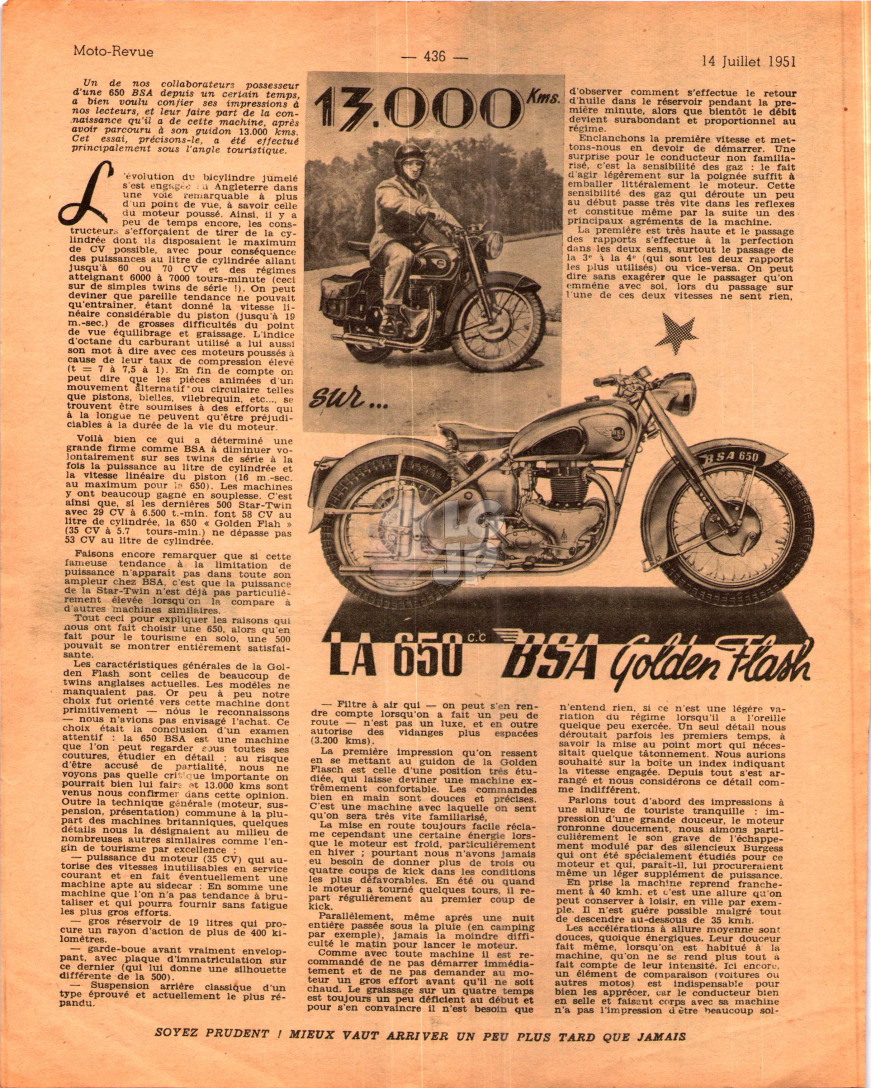 Moto-Revue
— 436 —
14 Juillet 1951
Un de nos collaborateurs possesseur
d'une 650 BSA depuis un certain temps,
a bien voulu confier ses impressions à
nos lecteurs, et leur faire part de la con-
naissance qu'il a de cette machine, après
avoir parcouru à son guidon 13.000 kms.
Cet essai, précisons-le, a été effectué
principalement sous l'angle touristique.
L'évolution du bicylindre jumelé
s'est engagée en Angleterre dans
une voie remarquable à plus
d'un point de vue, à savoir celle
du moteur poussé. Ainsi, il y a
peu de temps encore, les cons-
tructeurs s'efforçaient de tirer de la cy-
lindrée dont ils disposaient le maximum
de CV possible, avec pour conséquence
des puissances au litre de cylindrée allant
jusqu'à 60 ou 70 CV et des régimes
atteignant 6000 à 7000 tours-minute (ceci
sur de simples twins de série !). On peut
deviner que pareille tendance ne pouvait
qu'entrainer, étant donné la vitesse li-
néaire considérable du piston (jusqu'à 19
m.-sec.) de grosses difficultés du point
de vue équilibrage et graissage. L'indice
d'octane du carburant utilisé a lui aussi
son mot à dire avec ces moteurs poussés à
cause de leur taux de compression élevé
(t = 7 à 7,5 à 1). En fin de compte on
peut dire que les pièces animées d'un
mouvement alternatif ou circulaire telles
que pistons, bielles, vilebrequin, etc..., se
trouvent être soumises à des efforts qui
à la longue ne peuvent qu'être préjudi-
ciables à la durée de la vie du moteur.
Voilà bien ce qui a déterminé une
grande firme comme BSA à diminuer vo-
lontairement sur ses twins de série à la
fois la puissance au litre de cylindrée et
la vitesse linéaire du piston (16 m.-sec.
au maximum pour la 650). Les machines
y ont beaucoup gagné en souplesse. C'est
ainsi que, si les dernières 500 Star-Twin
avec 29 CV à 6.500 t.-min. font 58 CV au
litre de cylindrée, la 650 « Golden Flah »
(35 CV à 5.7 tours-min.) ne dépasse pas
53 CV au litre de cylindrée.
Faisons encore remarquer que si cette
fameuse tendance à la limitation de
puissance n'apparait pas dans toute son
ampleur chez BSA, c'est que la puissance
de la Star-Twin n'est déjà pas particuliè-
rement élevée lorsqu'on la compare à
d'autres machines similaires.
Tout ceci pour expliquer les raisons qui
nous ont fait choisir une 650, alors qu'en
fait pour le tourisme en solo, une 500
pouvait se montrer entièrement satisfai-
sante.
Les caractéristiques générales de la Gol-
den Flash sont celles de beaucoup de
twins anglaises actuelles. Les modèles ne
manquaient pas. Or peu à peu notre
choix fut orienté vers cette machine dont
primitivement — nous le reconnaissons
— nous n'avions pas envisagé l'achat. Ce
choix était la conclusion d'un examen
attentif : la 650 BSA est une machine
que l'on peut regarder sous toutes ses
coutures, étudier en détail : au risque
d'être accusé de partialité, nous ne
voyons pas quelle critique importante on
pourrait bien lui faire et 13.000 kms sont
venus nous confirmer dans cette opinion.
Outre la technique générale (moteur, sus-
pension, présentation) commune à la plu-
part des machines britanniques, quelques
détails nous la désignaient au milieu de
nombreuses autres similaires comme l'en-
gin de tourisme par excellence :
— puissance du moteur (35 CV) qui au-
torise des vitesses inutilisables en service
courant et en fait éventuellement une
machine apte au sidecar : En somme une
machine que l'on n'a pas tendance à bru-
taliser et qui pourra fournir sans fatigue
les plus gros efforts.
— gros réservoir de 19 litres qui pro-
cure un rayon d'action de plus de 400 ki-
lomètres.
— garde-boue avant vraiment envelop-
pant, avec plaque d'immatriculation sur
ce dernier (qui lui donne une silhouette
différente de la 500).
— Suspension arrière classique d'un
type éprouvé et actuellement le plus ré-
pandu.
13.000 Kms.
sur...
d'observer comment s'effectue le retour
d'huile dans le réservoir pendant la pre-
mière minute, alors que bientôt le débit
devient surabondant et proportionnel au
régime.
Enclanchons la première vitesse et met-
tons-nous en devoir de démarrer. Une
surprise pour le conducteur non familia-
risé, c'est la sensibilité des gaz : le fait
d'agir légèrement sur la poignée suffit à
emballer littéralement le moteur. Cette
sensibilité des gaz qui déroute un peu
au début passe très vite dans les reflexes
et constitue même par la suite un des
principaux agréments de la machine.
La première est très haute et le passage
des rapports s'effectue à la perfection
dans les deux sens, surtout le passage de
la 3e à la 4e (qui sont les deux rapports
les plus utilisés) ou vice-versa. On peut
dire sans exagérer que le passager qu'on
emmène avec soi, lors du passage sur
l'une de ces deux vitesses ne sent rien,
BSA
BSA 650
LC
JP
LA 650 c.c BSA Golden Flash
— Filtre à air qui — on peut s'en ren-
dre compte lorsqu'on a fait un peu de
route — n'est pas un luxe, et en outre
autorise des vidanges plus espacées
(3.200 kms).
La première impression qu'on ressent
en se mettant au guidon de la Golden
Flasch est celle d'une position très étu-
diée, qui laisse deviner une machine ex-
trêmement confortable. Les commandes
bien en main sont douces et précises.
C'est une machine avec laquelle on sent
qu'on sera très vite familiarisé,
La mise en route toujours facile récla-
me cependant une certaine énergie lors-
que le moteur est froid, particulièrement
en hiver ; pourtant nous n'avons jamais
eu besoin de donner plus de trois ou
quatre coups de kick dans les conditions
les plus défavorables. En été ou quand
le moteur a tourné quelques tours, il re-
part régulièrement au premier coup de
kick.
Parallèlement, même après une nuit
entière passée sous la pluie (en camping
par exemple), jamais la moindre diffi-
culté le matin pour lancer le moteur.
Comme avec toute machine il est re-
commandé de ne pas démarrer immédia-
tement et de ne pas demander au mo-
teur un gros effort avant qu'il ne soit
chaud. Le graissage sur un quatre temps
est toujours un peu déficient au début et
pour s'en convaincre il n'est besoin que
n'entend rien, si ce n'est une légère va-
riation du régime lorsqu'il a l'oreille
quelque peu exercée. Un seul détail nous
déroutait parfois les premiers temps, à
savoir la mise au point mort qui néces-
sitait quelque tâtonnement. Nous aurions
souhaité sur la boîte un index indiquant
la vitesse engagée. Depuis tout s'est ar-
rangé et nous considérons ce détail com-
me indifférent.
Parlons tout d'abord des impressions à
une allure de touriste tranquille : im-
pression d'une grande douceur, le moteur
ronronne doucement, nous aimons parti-
culièrement le son grave de l'échappe-
ment modulé par des silencieux Burgess
qui ont été spécialement étudiés pour ce
moteur et qui, parait-il, lui procureraient
même un léger supplément de puissance.
En prise la machine reprend franche-
ment à 40 kmh. et c'est une allure qu'on
peut conserver à loisir, en ville par exem-
ple. Il n'est guère possible malgré tout
de descendre au-dessous de 35 kmh.
Les accélérations à allure moyenne sont
douces, quoique énergiques. Leur douceur
fait même, lorsqu'on est habitué à la
machine, qu'on ne se rend plus tout à
fait compte de leur intensité. Ici encore,
un élément de comparaison (voitures ou
autres motos) est indispensable pour
bien les apprécer, car le conducteur bien
en selle et faisant corps avec sa machine
n'a pas l'impression d'être beaucoup sol-
SOYEZ PRUDENT ! MIEUX VAUT ARRIVER UN PEU PLUS TARD QUE JAMAIS